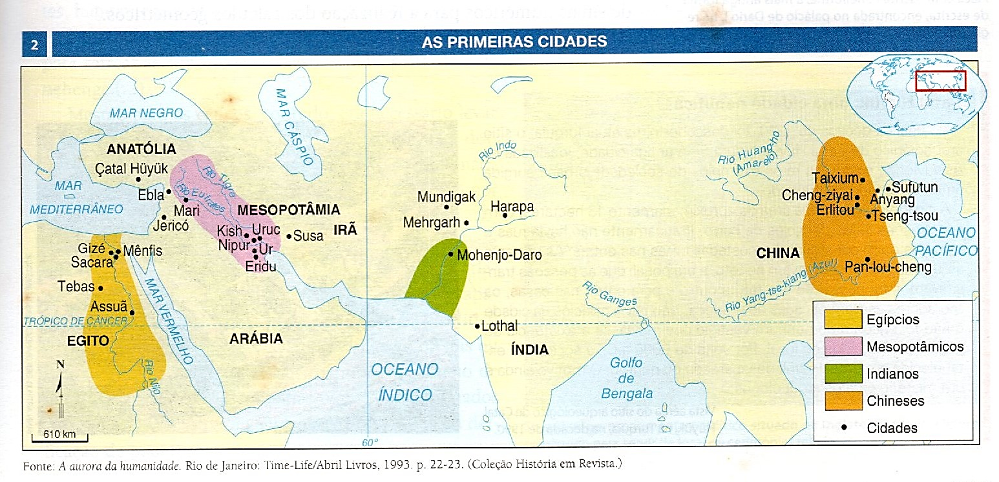 2
AS PRIMEIRAS CIDADES
MAR NEGRO
MAR CÁSPIO
ANATÓLIA
Çatal Hüyük
MAR
MEDITERRÂNEO
Ebla
Rio Tigre
Rio Eufrates
Mari
Jericó
MESOPOTÂMIA
IRÃ
Kish
Uruc
Susa
Nipur
Ur
Eridu
Gizé
Mênfis
Sacara
Tebas
Assuã
TRÓPICO DE CÂNCER
EGITO
MAR VERMELHO
Rio Nilo
ARÁBIA
N
610 km
60°
OCEANO
ÍNDICO
Rio Indo
Mundigak
Harapa
Mehrgarh
Mohenjo-Daro
Lothal
ÍNDIA
Rio Ganges
Golfo
de
Bengala
Rio Huang-ho
(Amarelo)
Taixium
Cheng-ziyai
Erlitou
Sufutun
Anyang
Tseng-tsou
OCEANO
PACÍFICO
CHINA
Pan-lou-cheng
Rio Yang-tse-kiang (Azul)
Egípcios
Mesopotâmicos
Indianos
Chineses
Cidades
Fonte: A aurora da humanidade. Rio de Janeiro: Time-Life/Abril Livros, 1993. p. 22-23. (Coleção História em Revista.)